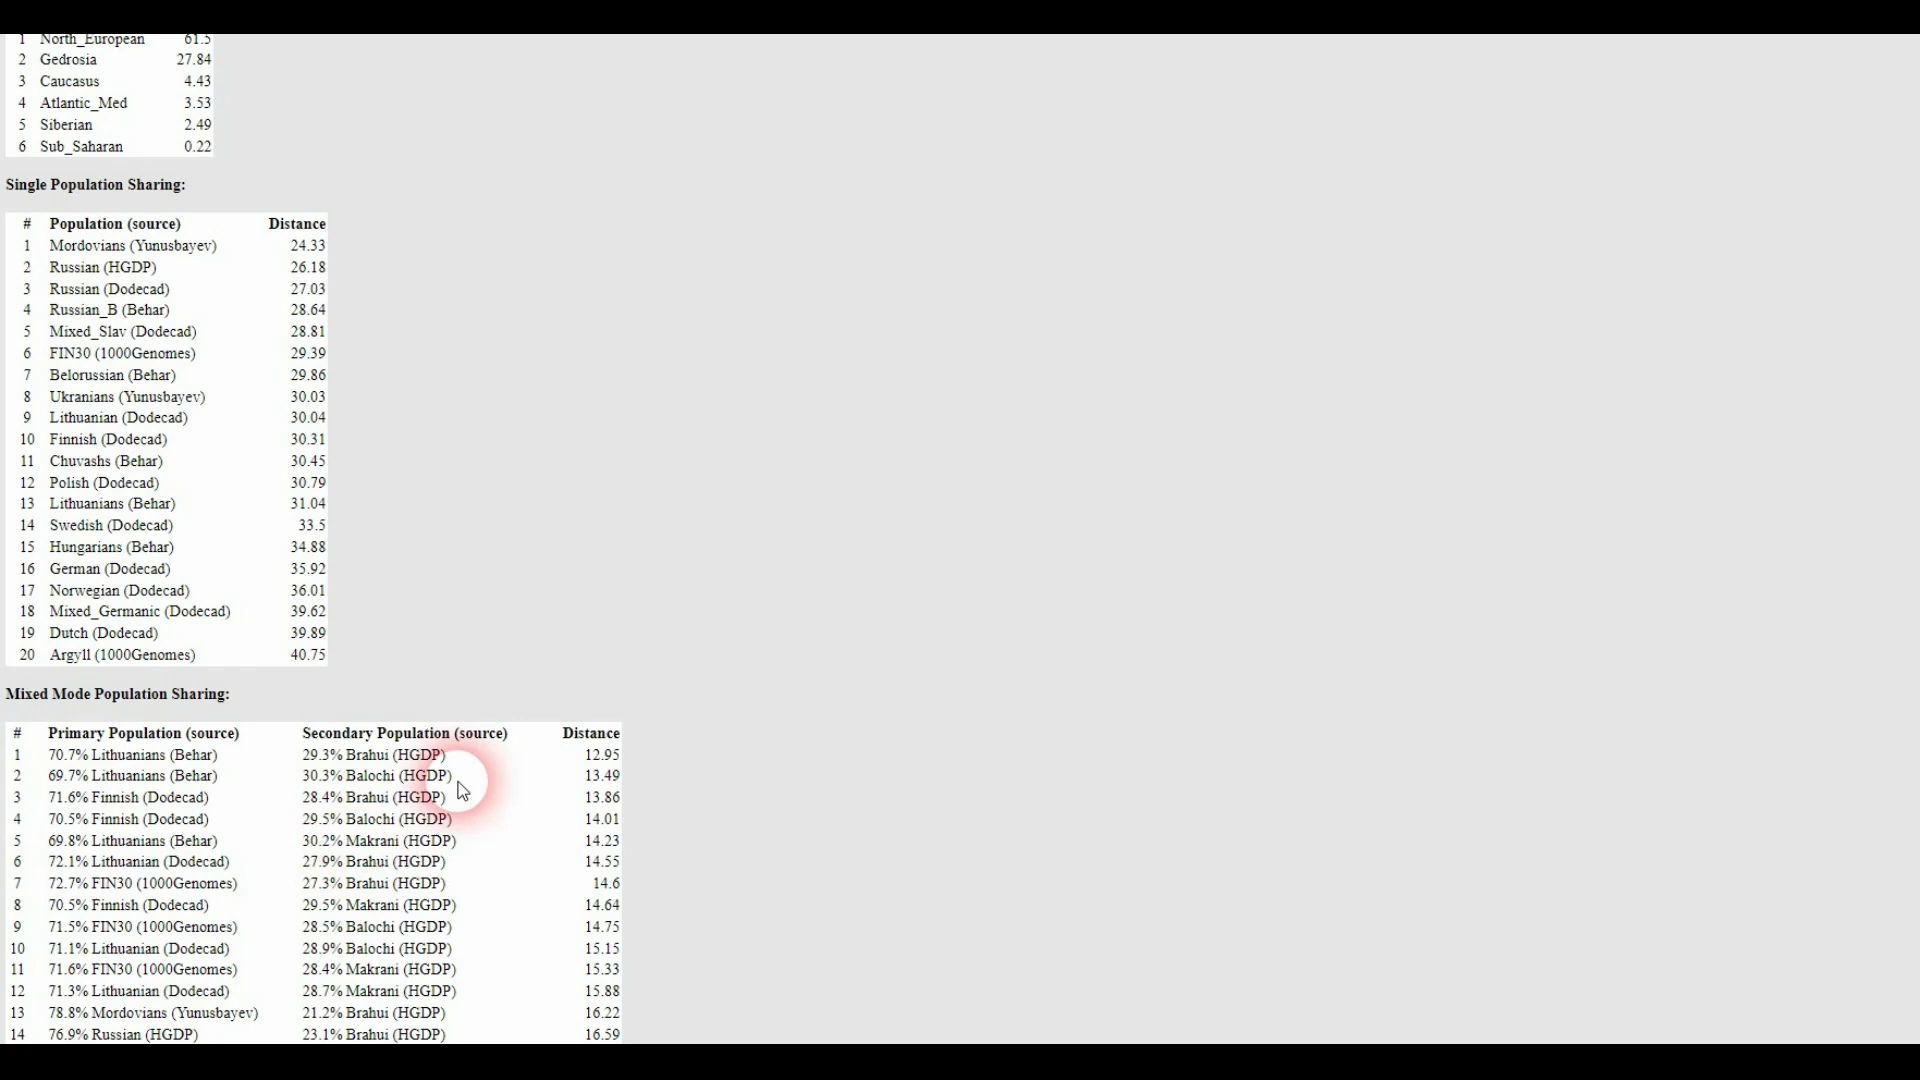 1 North_European 61.5
2 Gedrosia 27.84
3 Caucasus 4.43
4 Atlantic_Med 3.53
5 Siberian 2.49
6 Sub_Saharan 0.22
Single Population Sharing:
# Population (source) Distance
1 Mordovians (Yunusbayev) 24.33
2 Russian (HGDP) 26.18
3 Russian (Dodecad) 27.03
4 Russian_B (Behar) 28.64
5 Mixed_Slav (Dodecad) 28.81
6 FIN30 (1000Genomes) 29.39
7 Belorussian (Behar) 29.86
8 Ukranians (Yunusbayev) 30.03
9 Lithuanian (Dodecad) 30.04
10 Finnish (Dodecad) 30.31
11 Chuvashs (Behar) 30.45
12 Polish (Dodecad) 30.79
13 Lithuanians (Behar) 31.04
14 Swedish (Dodecad) 33.5
15 Hungarians (Behar) 34.88
16 German (Dodecad) 35.92
17 Norwegian (Dodecad) 36.01
18 Mixed_Germanic (Dodecad) 39.62
19 Dutch (Dodecad) 39.89
20 Argyll (1000Genomes) 40.75
Mixed Mode Population Sharing:
# Primary Population (source) Secondary Population (source) Distance
1 70.7% Lithuanians (Behar) 29.3% Brahui (HGDP) 12.95
2 69.7% Lithuanians (Behar) 30.3% Balochi (HGDP) 13.49
3 71.6% Finnish (Dodecad) 28.4% Brahui (HGDP) 13.86
4 70.5% Finnish (Dodecad) 29.5% Balochi (HGDP) 14.01
5 69.8% Lithuanians (Behar) 30.2% Makrani (HGDP) 14.23
6 72.1% Lithuanian (Dodecad) 27.9% Brahui (HGDP) 14.55
7 72.7% FIN30 (1000Genomes) 27.3% Brahui (HGDP) 14.6
8 70.5% Finnish (Dodecad) 29.5% Makrani (HGDP) 14.64
9 71.5% FIN30 (1000Genomes) 28.5% Balochi (HGDP) 14.75
10 71.1% Lithuanian (Dodecad) 28.9% Balochi (HGDP) 15.15
11 71.6% FIN30 (1000Genomes) 28.4% Makrani (HGDP) 15.33
12 71.3% Lithuanian (Dodecad) 28.7% Makrani (HGDP) 15.88
13 78.8% Mordovians (Yunusbayev) 21.2% Brahui (HGDP) 16.22
14 76.9% Russian (HGDP) 23.1% Brahui (HGDP) 16.59